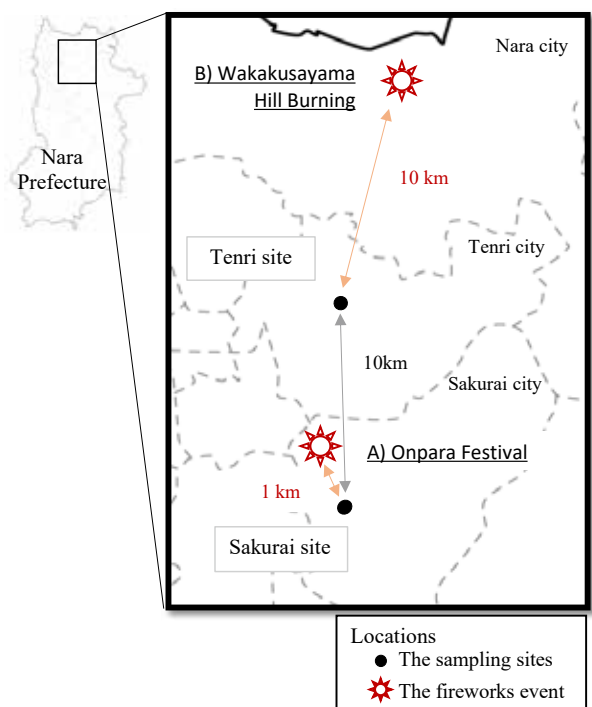 Nara city
B) Wakakusayama
Hill Burning
Nara
Prefecture
10 km
Tenri site
Tenri city
10km
Sakurai city
A) Onpara Festival
1 km
Sakurai site
Locations
The sampling sites
The fireworks event